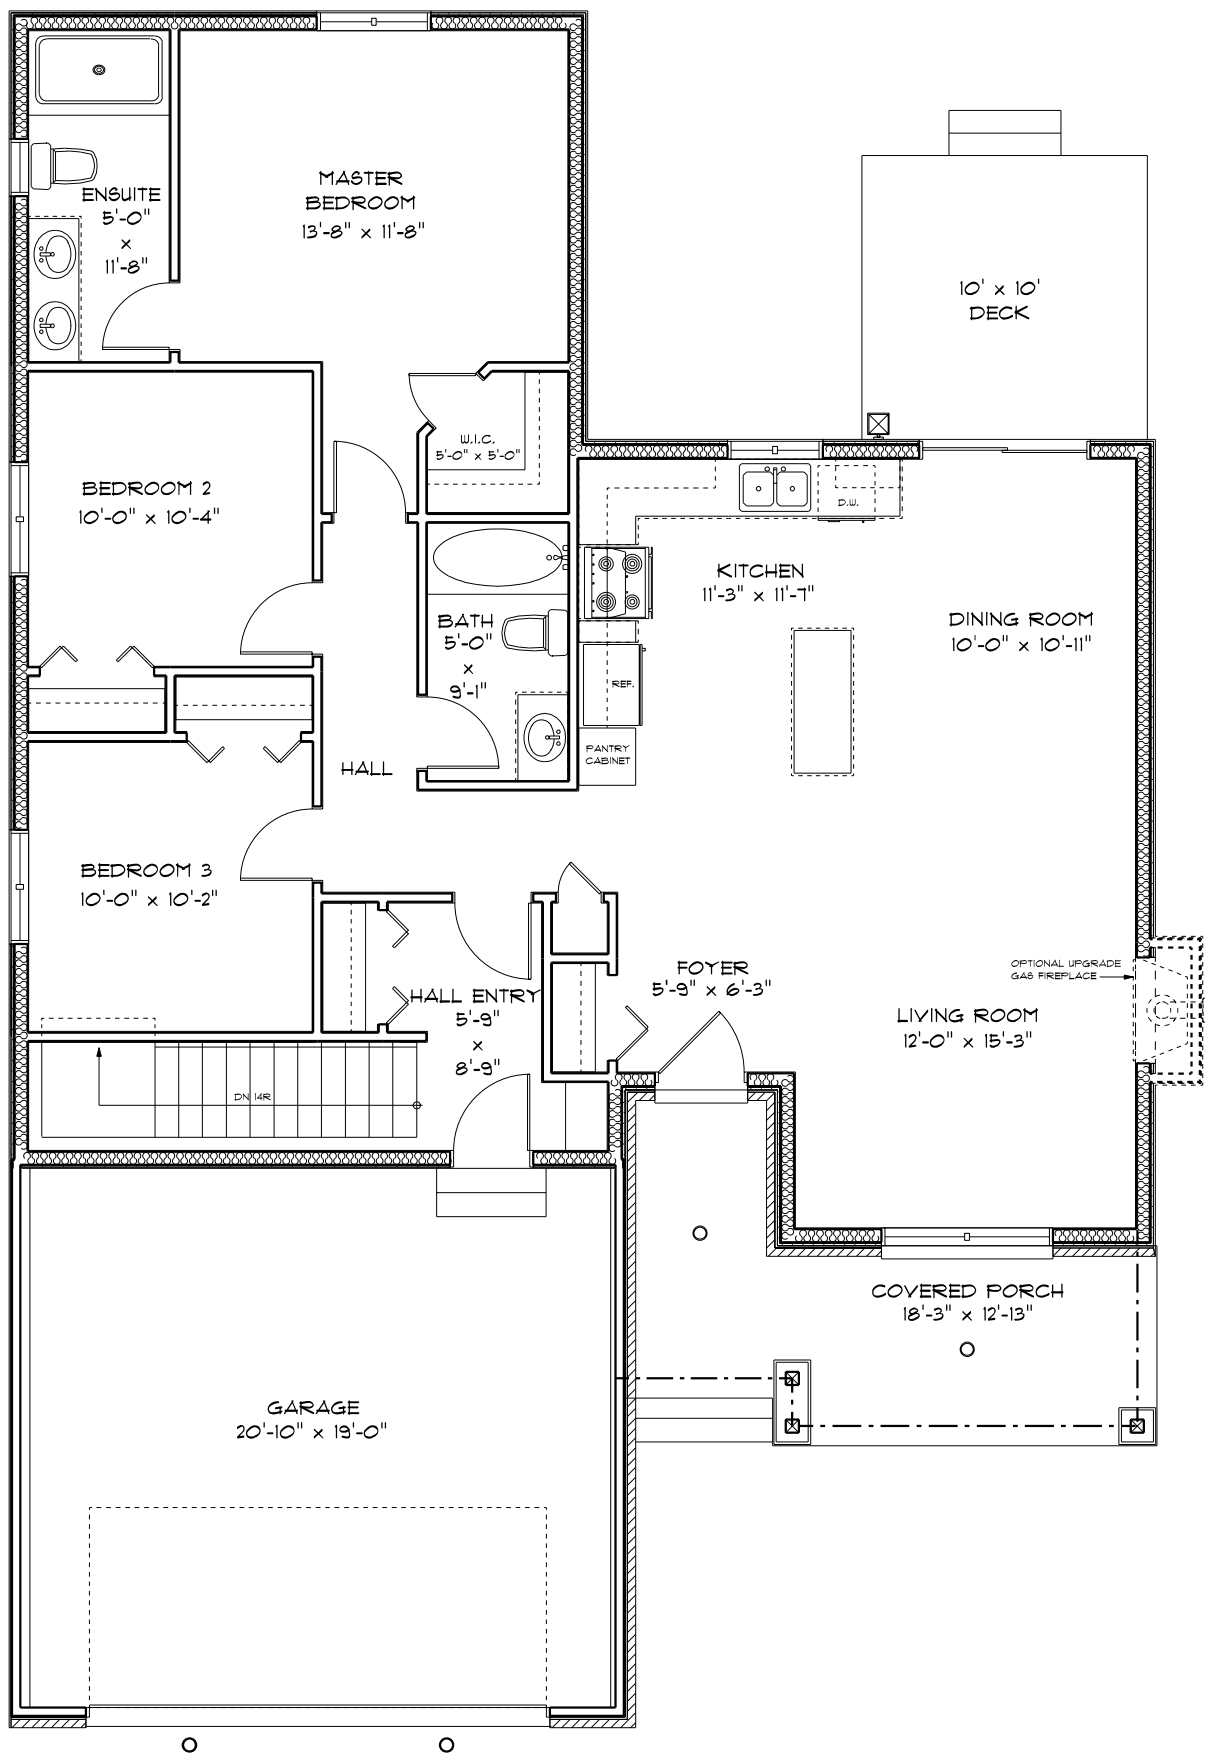 MASTER
BEDROOM
13'-8" x 11'-8"
ENSUITE
5'-0"
x
11'-8"
10' x 10'
DECK
W.I.C.
5'-0" x 5'-0"
BEDROOM 2
10'-0" x 10'-4"
D.W.
KITCHEN
11'-3" x 11'-7"
BATH
5'-0"
x
9'-1"
DINING ROOM
10'-0" x 10'-11"
REF.
PANTRY
CABINET
HALL
BEDROOM 3
10'-0" x 10'-2"
OPTIONAL UPGRADE
GAS FIREPLACE
FOYER
5'-9" x 6'-3"
HALL ENTRY
5'-9"
x
8'-9"
LIVING ROOM
12'-0" x 15'-3"
DN 14R
COVERED PORCH
18'-3" x 12'-13"
GARAGE
20'-10" x 19'-0"